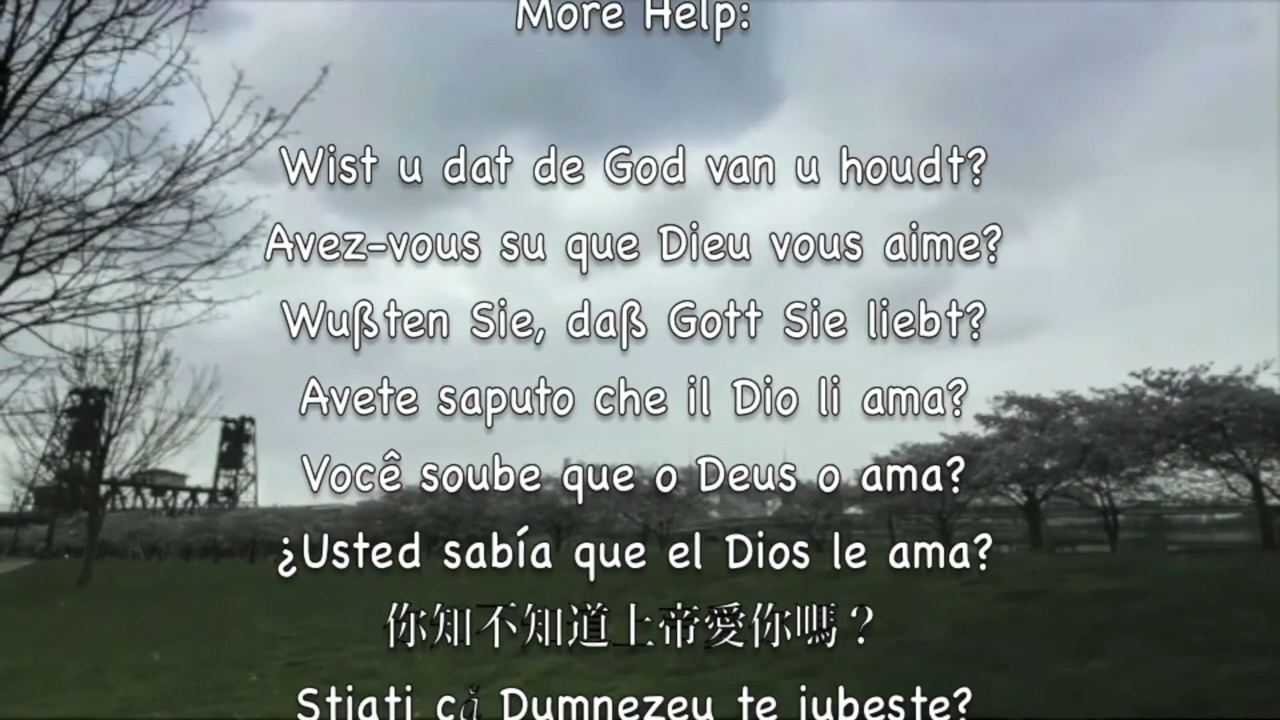 More Help:
Wist u dat de God van u houdt?
Avez-vous su que Dieu vous aime?
Wußten Sie, daß Gott Sie liebt?
Avete saputo che il Dio li ama?
Você soube que o Deus o ama?
¿Usted sabía que el Dios le ama?
你知不知道上帝愛你嗎？
Stiati că Dumnezeu te iubeste?